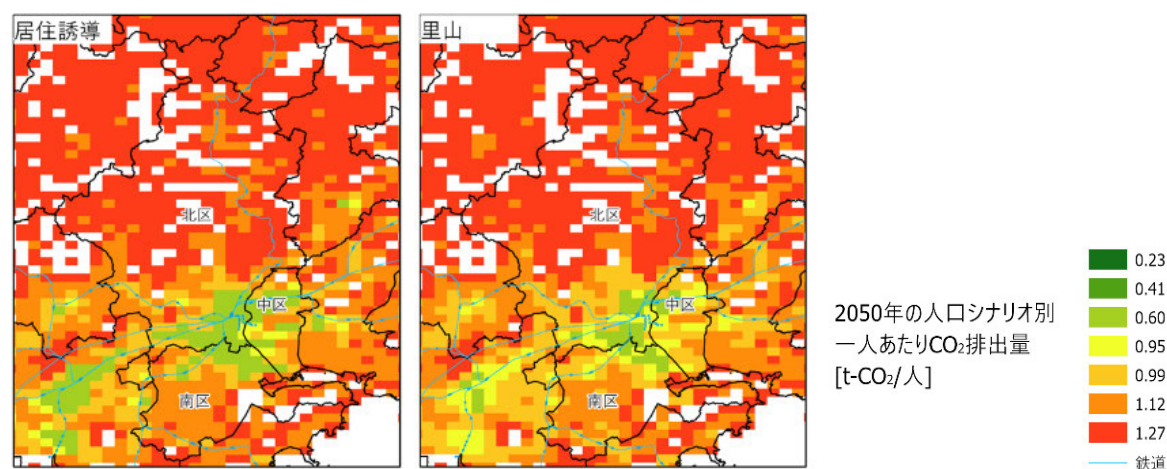 居住誘導
里山
北区
中区
南区
北区
中区
南区
2050年の人口シナリオ別
一人あたりCO₂排出量
[t-CO₂/人]
0.23
0.41
0.60
0.95
0.99
1.12
1.27
鉄道